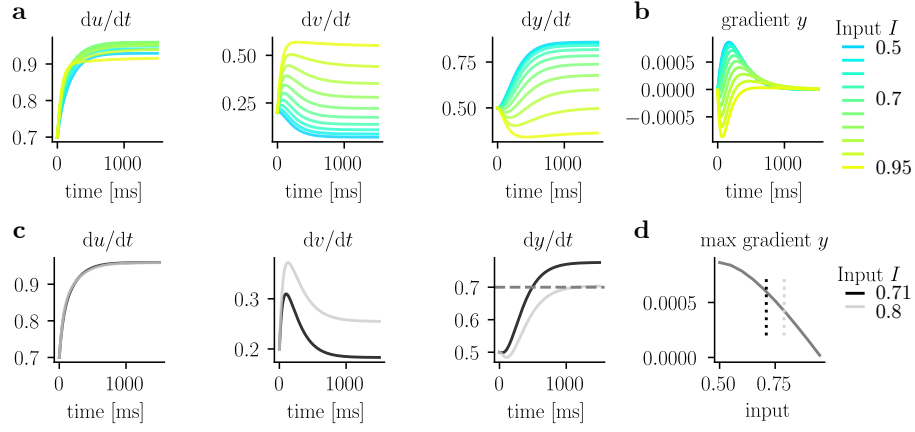 a
du/dt
0.9
0.8
0.7
0
1000
time [ms]
dv/dt
0.50
0.25
0
1000
time [ms]
dy/dt
0.75
0.50
0
1000
time [ms]
b
gradient y
0.0005
0.0000
−0.0005
0
1000
time [ms]
Input I
0.5
0.7
0.95
c
du/dt
0.9
0.8
0.7
0
1000
time [ms]
dv/dt
0.3
0.2
0
1000
time [ms]
dy/dt
0.7
0.6
0.5
0
1000
time [ms]
d
max gradient y
0.0005
0.0000
0.50
0.75
input
Input I
0.71
0.8